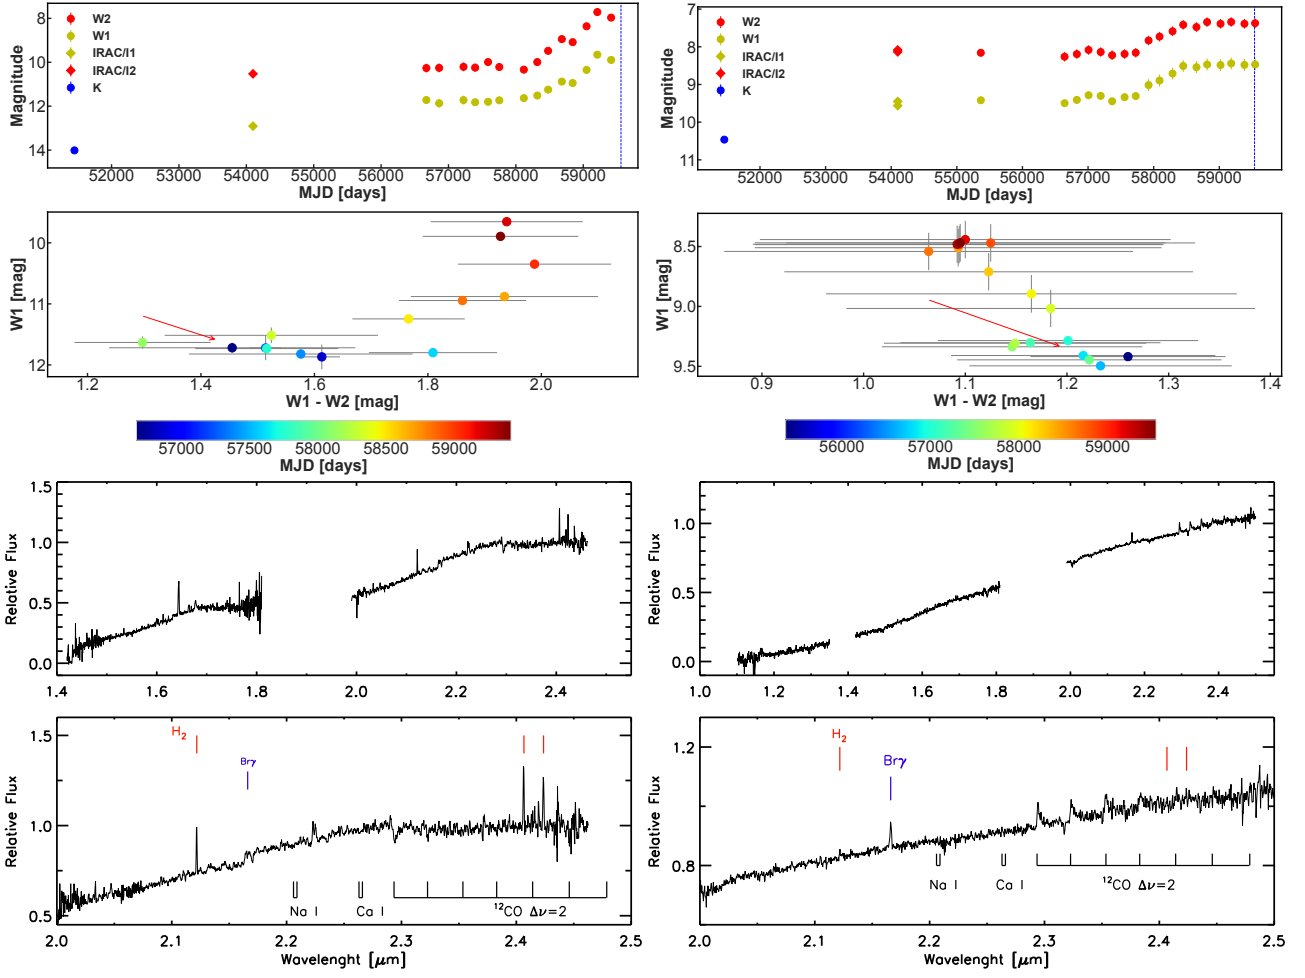 W2
W1
IRAC/I1
IRAC/I2
K
8
10
12
14
Magnitude
52000 53000 54000 55000 56000 57000 58000 59000
MJD [days]
W2
W1
IRAC/I1
IRAC/I2
K
7
8
9
10
11
Magnitude
52000 53000 54000 55000 56000 57000 58000 59000
MJD [days]
10
11
12
W1 [mag]
1.2 1.4 1.6 1.8 2.0
W1 - W2 [mag]
57000 57500 58000 58500 59000
MJD [days]
8.5
9.0
9.5
W1 [mag]
0.9 1.0 1.1 1.2 1.3 1.4
W1 - W2 [mag]
56000 57000 58000 59000
MJD [days]
1.5
1.0
0.5
0.0
Relative Flux
1.4 1.6 1.8 2.0 2.2 2.4
1.0
0.5
0.0
Relative Flux
1.0 1.2 1.4 1.6 1.8 2.0 2.2 2.4
1.5
1.0
0.5
Relative Flux
H2
Brγ
Na I
Ca I
12CO Δν=2
2.0 2.1 2.2 2.3 2.4 2.5
Wavelenght [μm]
1.2
1.0
0.8
Relative Flux
H2
Brγ
Na I
Ca I
12CO Δν=2
2.0 2.1 2.2 2.3 2.4 2.5
Wavelenght [μm]